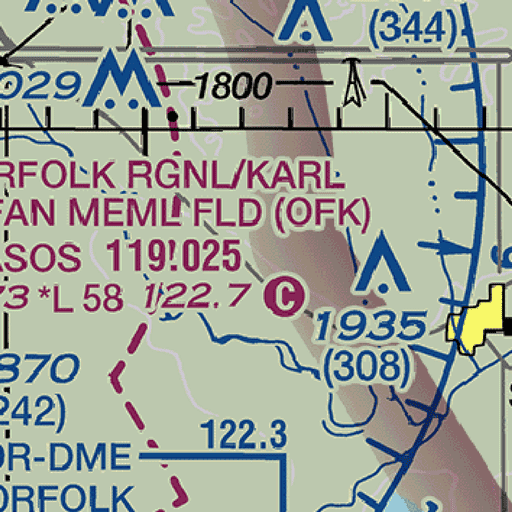 (344)
029
1800
RFOLK RGNL/KARL
FAN MEML FLD (OFK)
ASOS 119.025
73 *L 58 122.7 C
1935
(308)
870
242)
122.3
OR-DME
ORFOLK